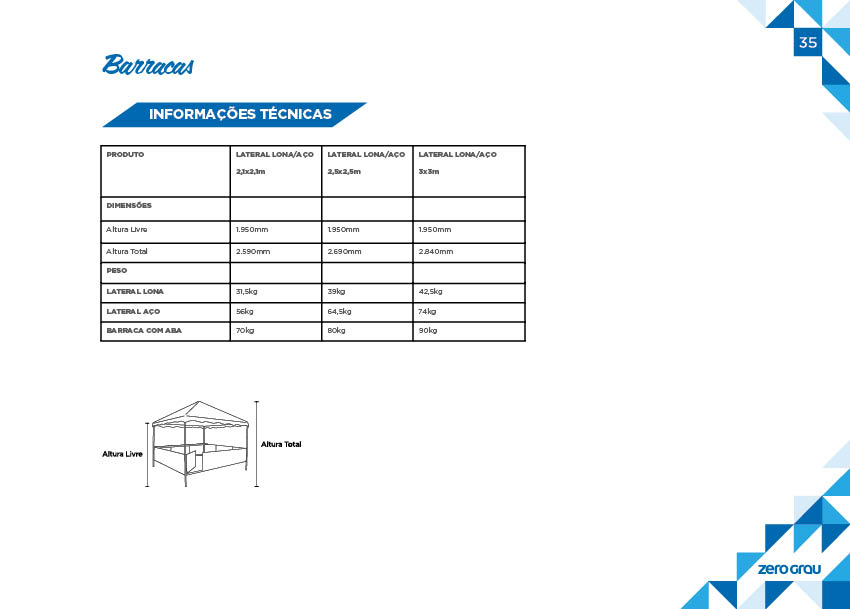 35
Barracas
INFORMAÇÕES TÉCNICAS
PRODUTO LATERAL LONA/AÇO LATERAL LONA/AÇO LATERAL LONA/AÇO
2,1x2,1m 2,5x2,5m 3x3m
DIMENSÕES
Altura Livre 1.950mm 1.950mm 1.950mm
Altura Total 2.590mm 2.690mm 2.840mm
PESO
LATERAL LONA 31,5kg 39kg 42,5kg
LATERAL AÇO 56kg 64,5kg 74kg
BARRACA COM ABA 70kg 80kg 90kg
Altura Total
Altura Livre
zero grau